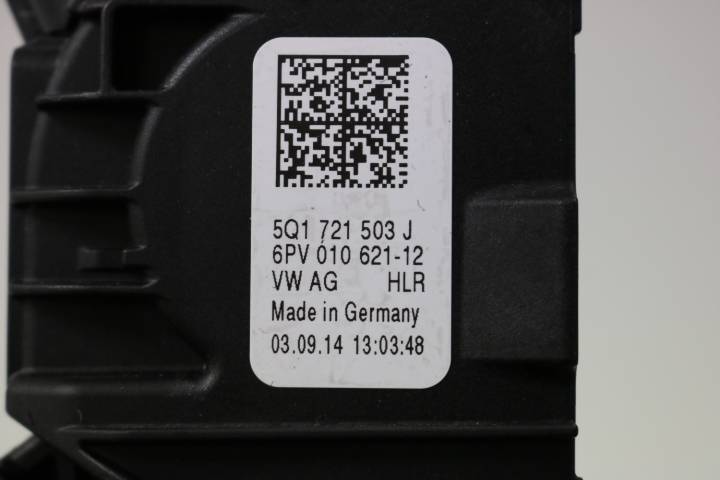 5Q1 721 503 J
6PV 010 621-12
VW AG HLR
Made in Germany
03.09.14 13:03:48